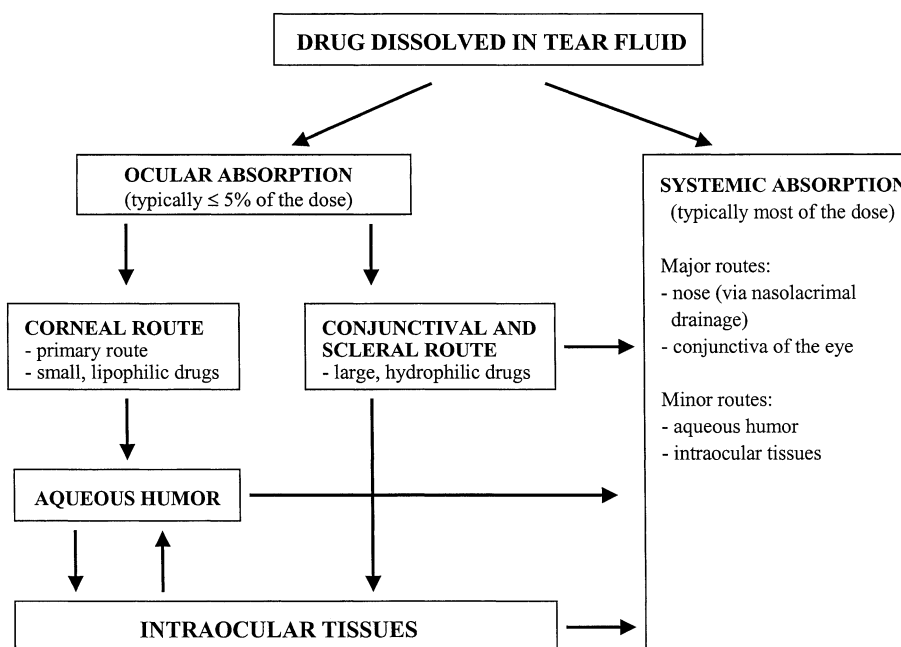 DRUG DISSOLVED IN TEAR FLUID
OCULAR ABSORPTION
(typically ≤ 5% of the dose)
SYSTEMIC ABSORPTION
(typically most of the dose)
Major routes:
- nose (via nasolacrimal
drainage)
- conjunctiva of the eye
Minor routes:
- aqueous humor
- intraocular tissues
CORNEAL ROUTE
- primary route
- small, lipophilic drugs
CONJUNCTIVAL AND
SCLERAL ROUTE
- large, hydrophilic drugs
AQUEOUS HUMOR
INTRAOCULAR TISSUES